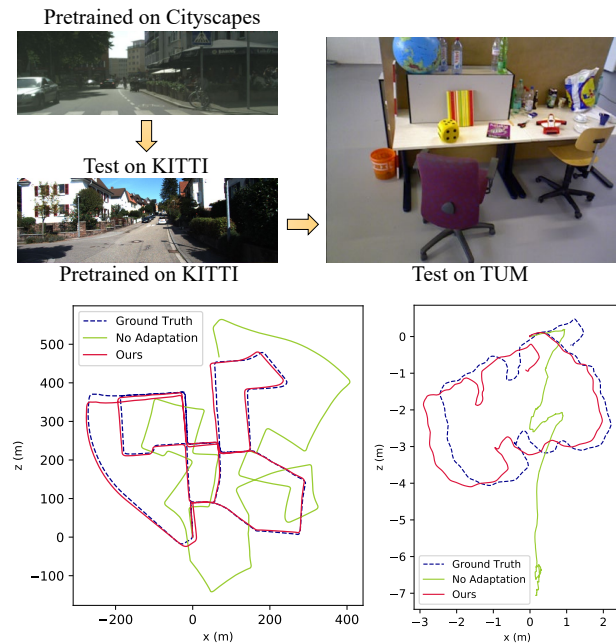 Pretrained on Cityscapes
Test on KITTI
Pretrained on KITTI
Test on TUM
Ground Truth
No Adaptation
Ours
500
400
300
200
100
0
−100
z (m)
−200
0
200
400
x (m)
0
−1
−2
−3
−4
−5
−6
−7
z (m)
Ground Truth
No Adaptation
Ours
−3
−2
−1
0
1
2
x (m)